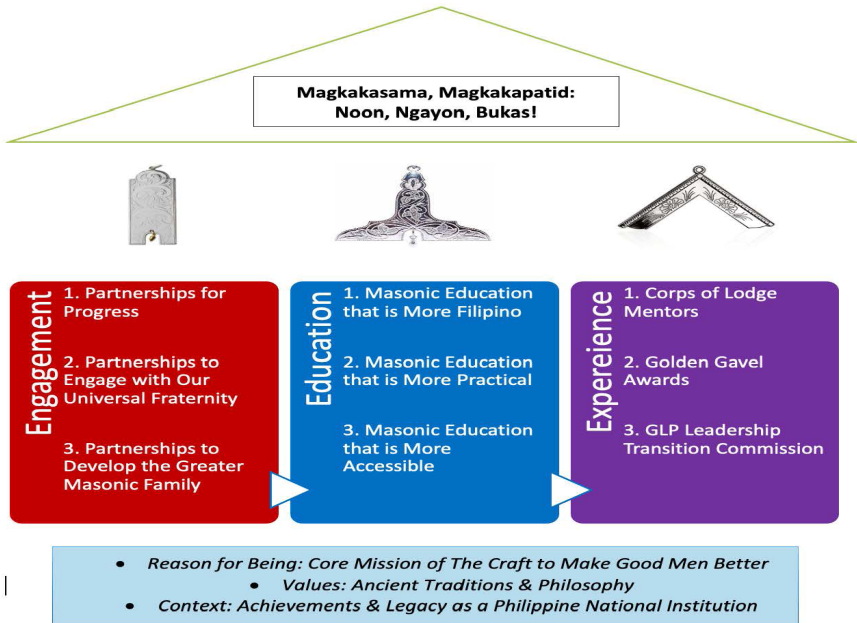 Magkakasama, Magkakapatid:
Noon, Ngayon, Bukas!
Engagement
1. Partnerships for
Progress
2. Partnerships to
Engage with Our
Universal Fraternity
3. Partnerships to
Develop the Greater
Masonic Family
Education
1. Masonic Education
that is More Filipino
2. Masonic Education
that is More Practical
3. Masonic Education
that is More
Accessible
Expereience
1. Corps of Lodge
Mentors
2. Golden Gavel
Awards
3. GLP Leadership
Transition Commission
• Reason for Being: Core Mission of The Craft to Make Good Men Better
• Values: Ancient Traditions & Philosophy
• Context: Achievements & Legacy as a Philippine National Institution